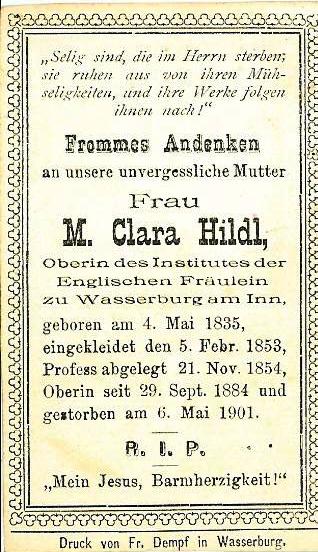 „Selig sind, die im Herrn sterben;
sie ruhen aus von ihren Müh-
seligkeiten, und ihre Werke folgen
ihnen nach!"
Frommes Andenken
an unsere unvergessliche Mutter
Frau
M. Clara Hildl,
Oberin des Institutes der
Englischen Fräulein
zu Wasserburg am Inn,
geboren am 4. Mai 1835,
eingekleidet den 5. Febr. 1853,
Profess abgelegt 21. Nov. 1854,
Oberin seit 29. Sept. 1884 und
gestorben am 6. Mai 1901.
R. I. P.
„Mein Jesus, Barmherzigkeit!"
Druck von Fr. Dempf in Wasserburg.